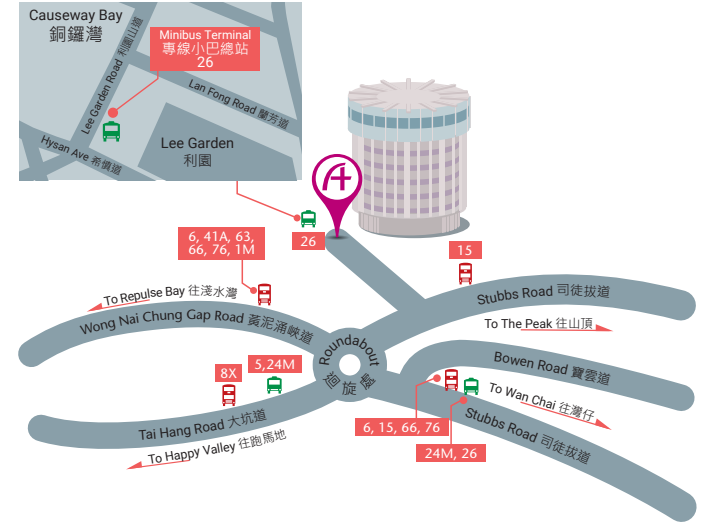 Causeway Bay
銅鑼灣
Minibus Terminal
專線小巴總站
26
Lee Garden Road 利園山道
Lan Fong Road 蘭芳道
Hysan Ave 希慎道
Lee Garden
利園
26
6, 41A, 63,
66, 76, 1M
15
To Repulse Bay 往淺水灣
Stubbs Road 司徒拔道
Wong Nai Chung Gap Road 黃泥涌峽道
To The Peak 往山頂
Roundabout
迴旋處
Bowen Road 寶雲道
8X
5,24M
To Wan Chai 往灣仔
Tai Hang Road 大坑道
6, 15, 66, 76
Stubbs Road 司徒拔道
To Happy Valley 往跑馬地
24M, 26